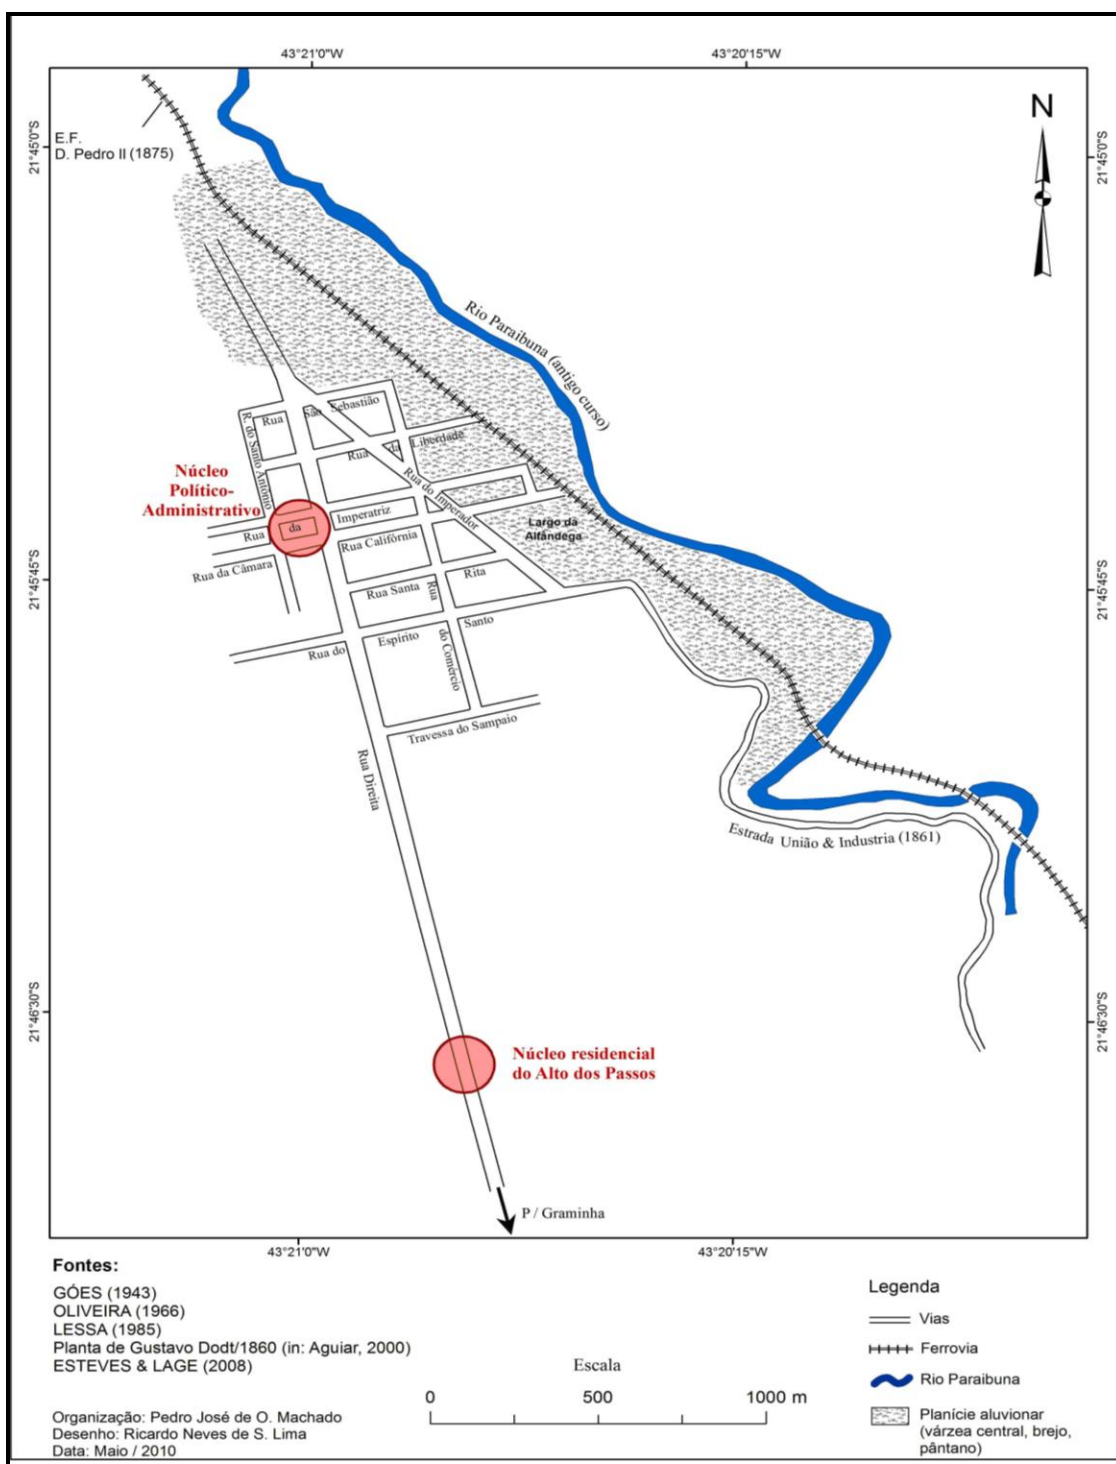 43°21'0"W
43°20'15"W
N
E.F.
D. Pedro II (1875)
21°45'0"S
21°45'0"S
Rio Paraibuna (antigo curso)
Rua São Sebastião
R. do Santo Antônio
Rua da Liberdade
Rua do Imperador
Núcleo
Político-
Administrativo
Rua da Imperatriz
Largo da
Alfândega
Rua Califôrnia
Rua da Câmara
21°45'45"S
21°45'45"S
Rua Santa Rita
Rua do Comércio
Rua do Espírito Santo
Travessa do Sampaio
Rua Direita
Estrada União & Industria (1861)
21°46'30"S
21°46'30"S
Núcleo residencial
do Alto dos Passos
P / Graminha
43°21'0"W
43°20'15"W
Fontes:
GÓES (1943)
OLIVEIRA (1966)
LESSA (1985)
Planta de Gustavo Dodt/1860 (in: Aguiar, 2000)
ESTEVES & LAGE (2008)
Organização: Pedro José de O. Machado
Desenho: Ricardo Neves de S. Lima
Data: Maio / 2010
Escala
0 500 1000 m
Legenda
Vias
Ferrovia
Rio Paraibuna
Planície aluvionar
(várzea central, brejo,
pântano)